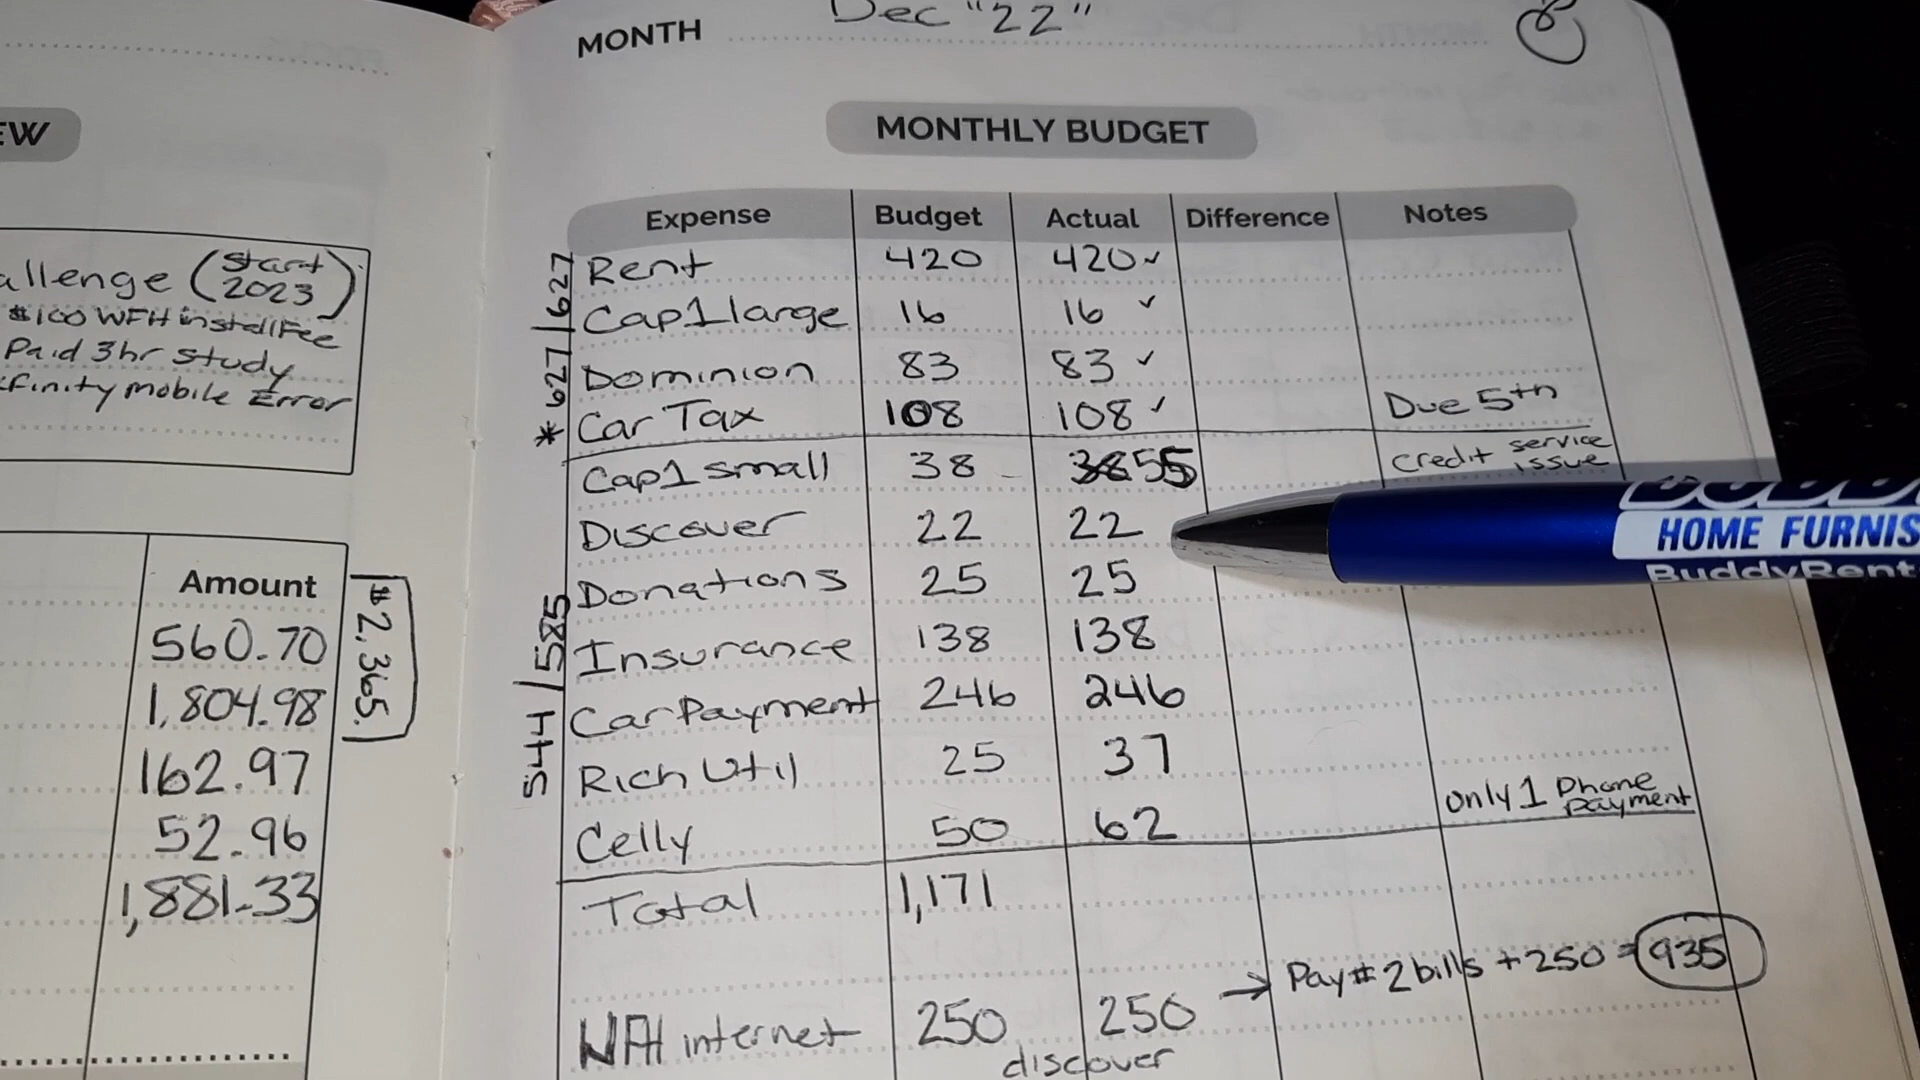 EW
allenge (start 2023)
$100 WFH install Fee
Paid 3hr study
finity mobile Error
Amount
560.70
1,804.98
162.97
52.96
1,881.33
$2,365.
MONTH Dec "22"
MONTHLY BUDGET
Expense Budget Actual Difference Notes
* 627/627
Rent 420 420✓
Cap1large 16 16 ✓
Dominion 83 83 ✓
Car Tax 108 108 ✓ Due 5th
544/585
Cap1small 38 55 credit service issue
Discover 22 22
Donations 25 25
Insurance 138 138
Car Payment 246 246
Rich Util 25 37
Celly 50 62 only 1 Phone Payment
Total 1,171
→ Pay# 2 bills + 250 = 935
WFH internet 250 250
discover
HOME FURNIS
BuddyRent